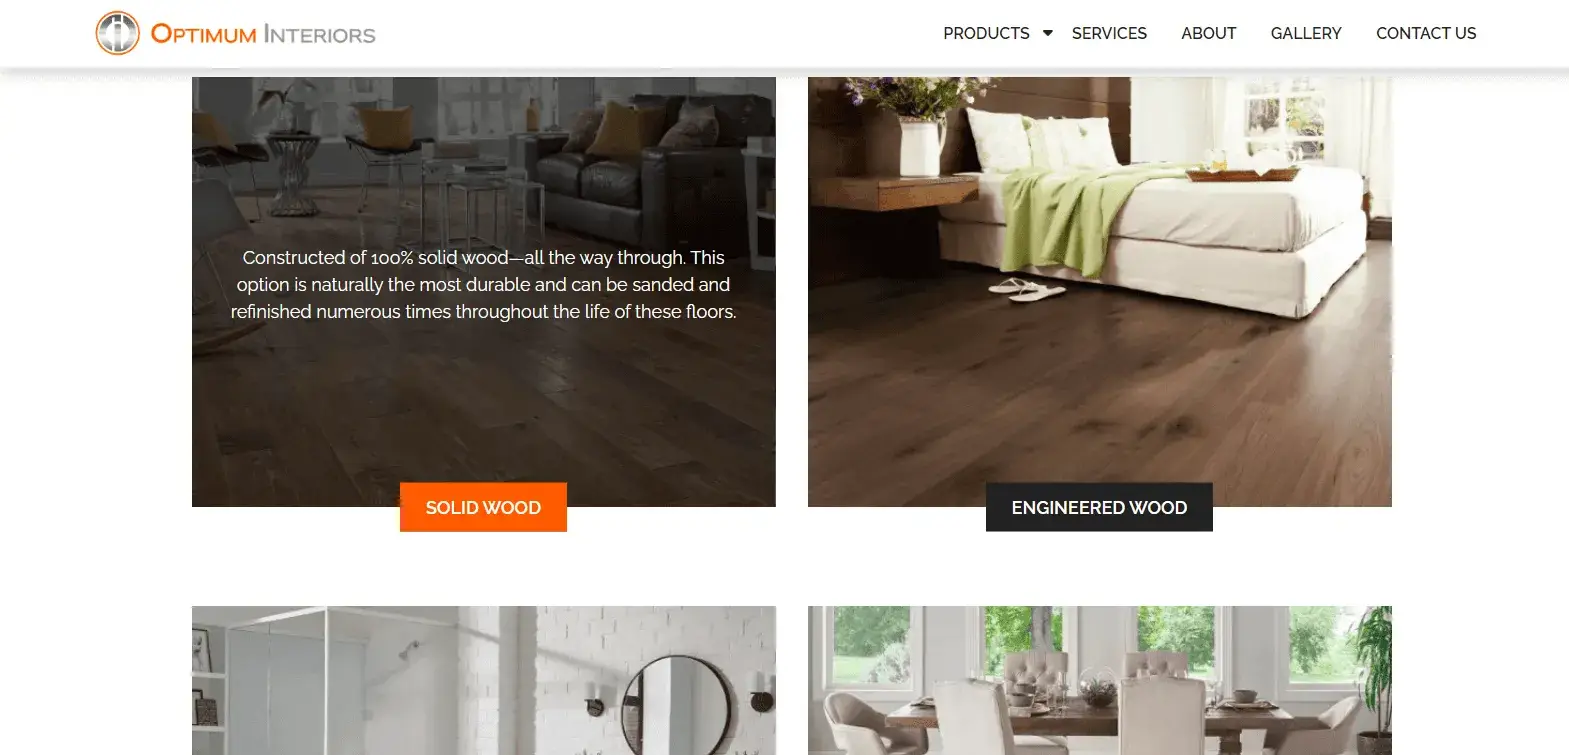 OPTIMUM INTERIORS
PRODUCTS SERVICES ABOUT GALLERY CONTACT US
Constructed of 100% solid wood—all the way through. This
option is naturally the most durable and can be sanded and
refinished numerous times throughout the life of these floors.
SOLID WOOD
ENGINEERED WOOD